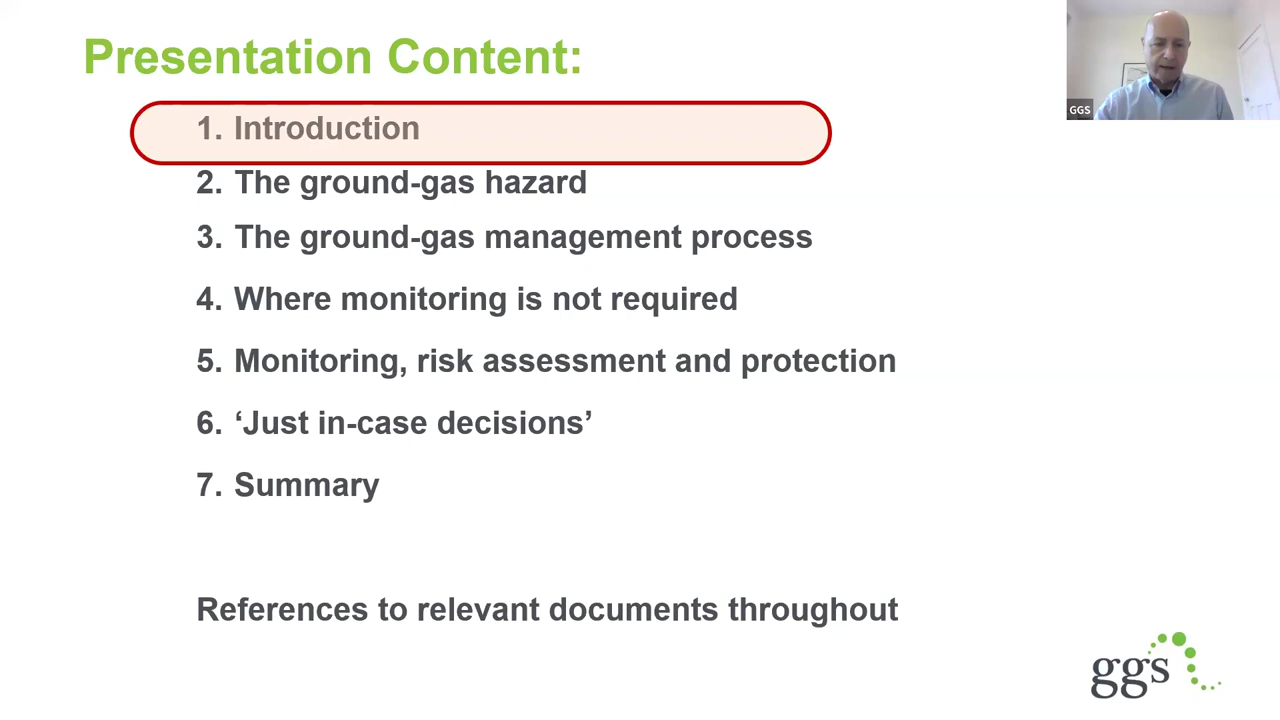 Presentation Content:
GGS
1. Introduction
2. The ground-gas hazard
3. The ground-gas management process
4. Where monitoring is not required
5. Monitoring, risk assessment and protection
6. ‘Just in-case decisions’
7. Summary
References to relevant documents throughout
ggs